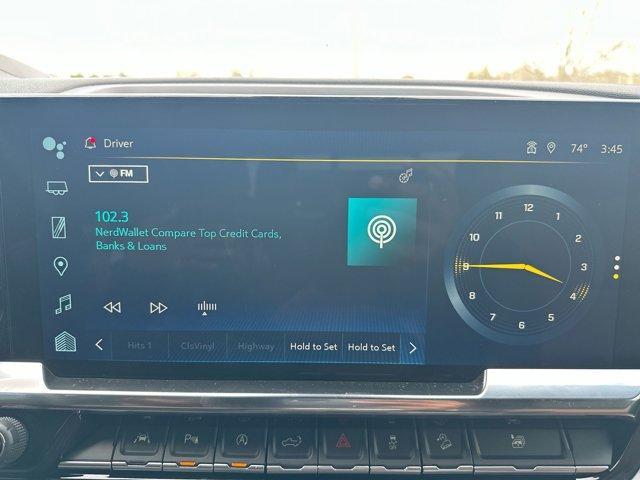 Driver
74° 3:45
FM
102.3
NerdWallet Compare Top Credit Cards,
Banks & Loans
Hits 1 ClsVinyl Highway Hold to Set Hold to Set
12
11 1
10 2
9 3
8 4
7 5
6
P
A